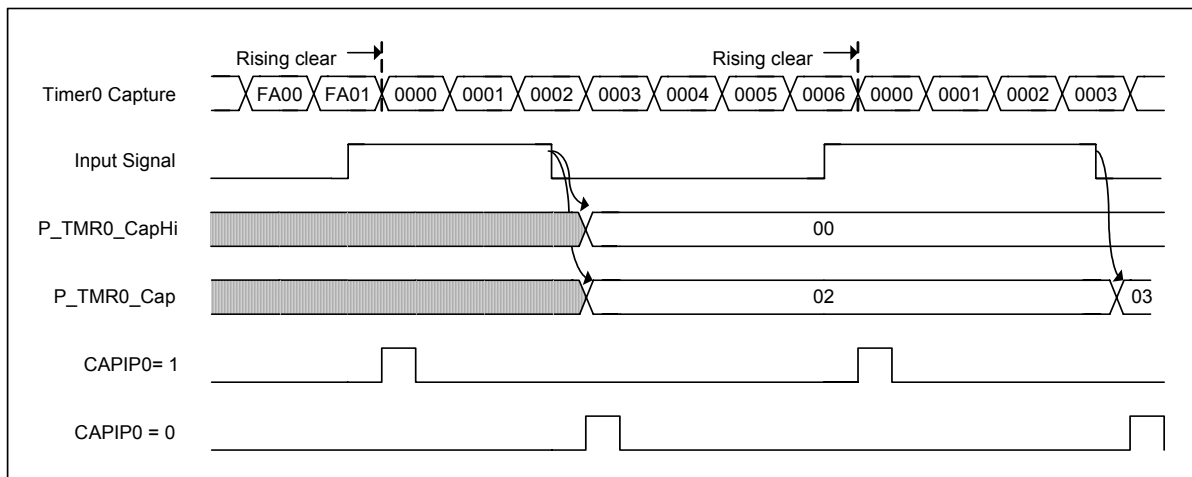 Rising clear Rising clear
Timer0 Capture FA00 FA01 0000 0001 0002 0003 0004 0005 0006 0000 0001 0002 0003
Input Signal
P_TMR0_CapHi 00
P_TMR0_Cap 02 03
CAPIP0= 1
CAPIP0 = 0